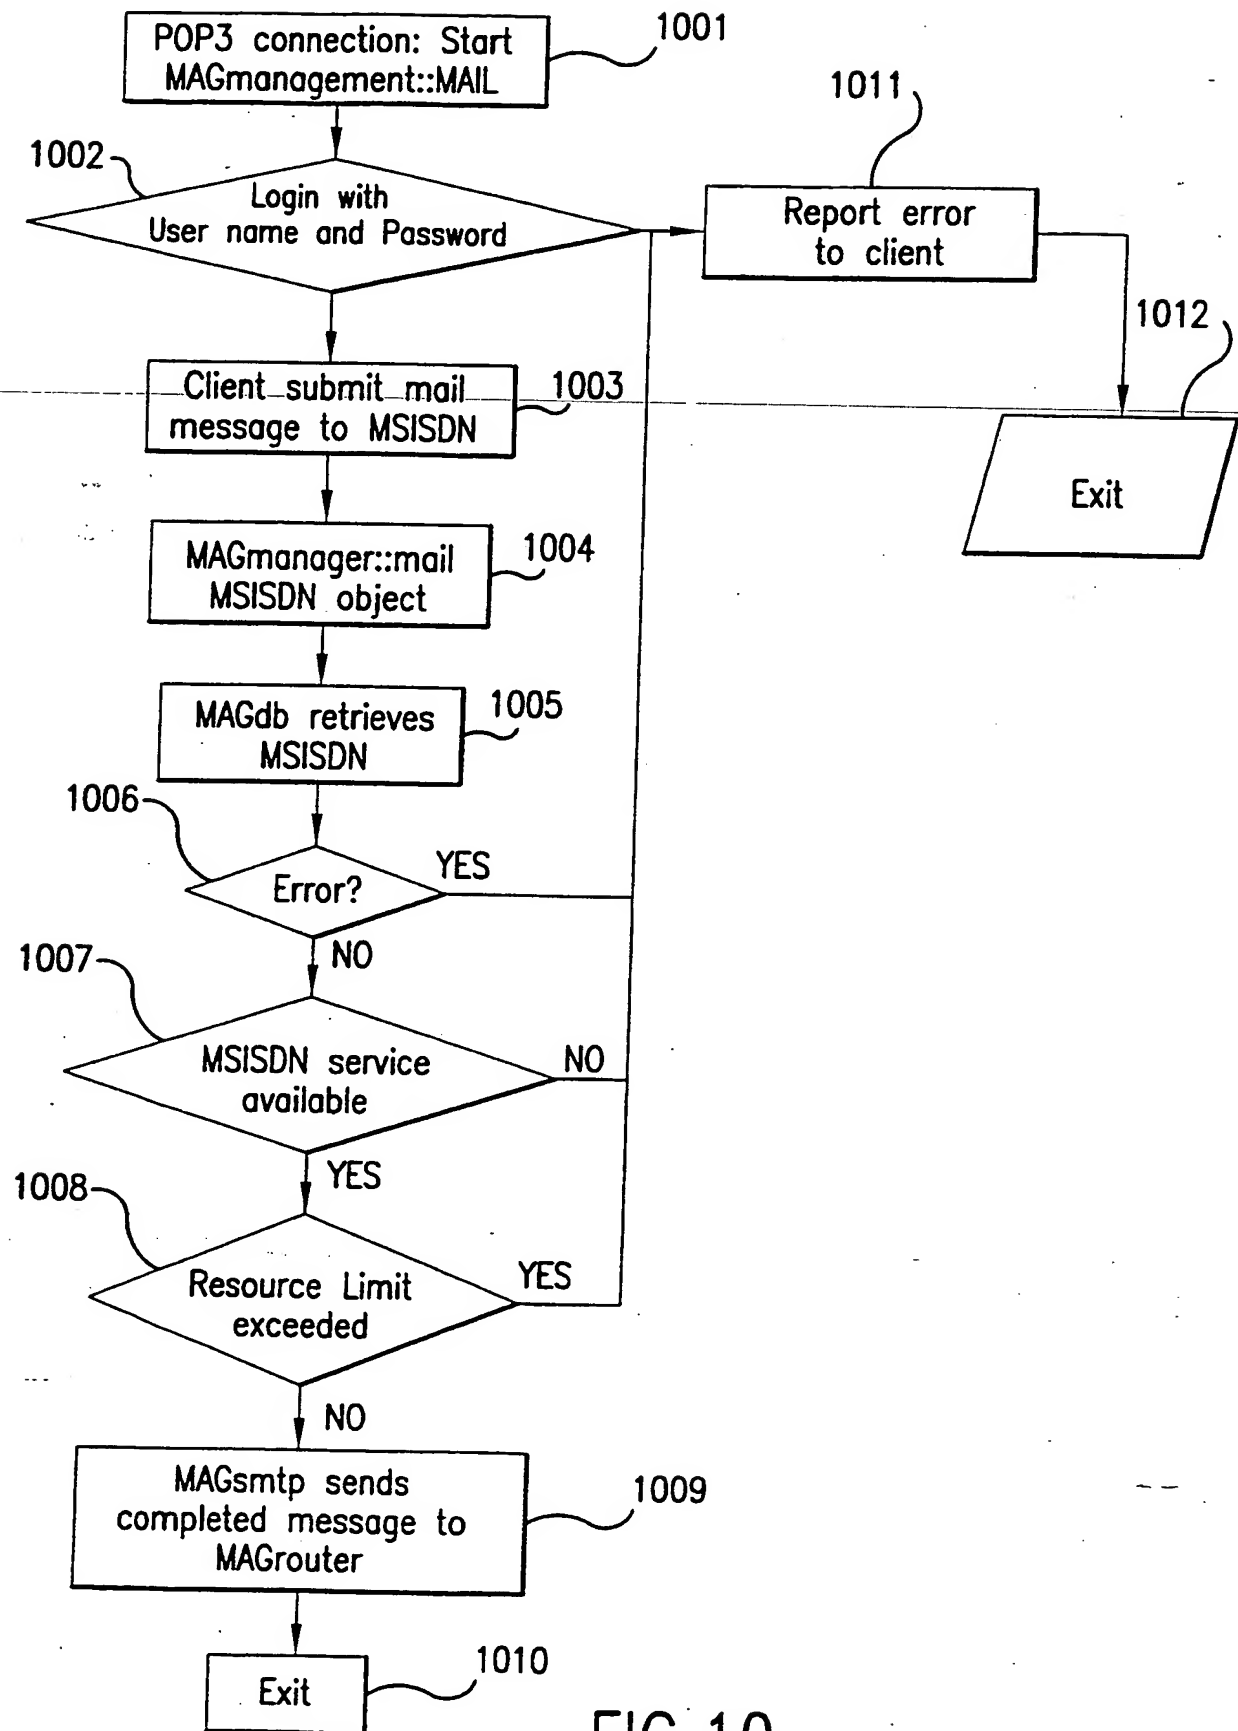 POP3 connection: Start
MAGmanagement::MAIL
1001
1011
1002
Login with
User name and Password
Report error
to client
1012
Client submit mail
message to MSISDN
1003
Exit
MAGmanager::mail
MSISDN object
1004
MAGdb retrieves
MSISDN
1005
1006
Error?
YES
NO
1007
MSISDN service
available
NO
YES
1008
Resource Limit
exceeded
YES
NO
MAGsmtp sends
completed message to
MAGrouter
1009
Exit
1010
FIG.10